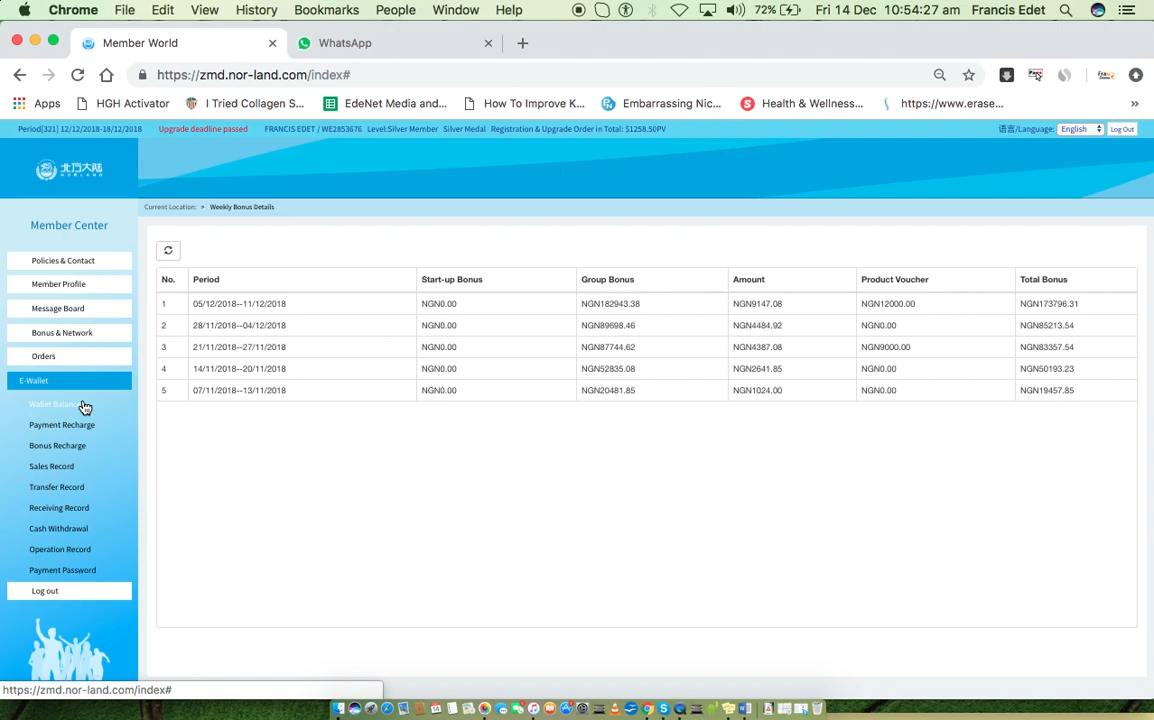 Chrome File Edit View History Bookmarks People Window Help 72% Fri 14 Dec 10:54:27 am Francis Edet
Member World WhatsApp
https://zmd.nor-land.com/index#
Apps HGH Activator I Tried Collagen S... EdeNet Media and... How To Improve K... Embarrassing Nic... Health & Wellness... https://www.erase... »
Period[321] 12/12/2018-18/12/2018 Upgrade deadline passed FRANCIS EDET / WE2853676 Level:Silver Member Silver Medal Registration & Upgrade Order in Total: $1258.50PV 语言/Language: English Log Out
北方大陆
NORLAND
Current Location: > Weekly Bonus Details
Member Center
Policies & Contact
Member Profile
Message Board
Bonus & Network
Orders
E-Wallet
Wallet Balance
Payment Recharge
Bonus Recharge
Sales Record
Transfer Record
Receiving Record
Cash Withdrawal
Operation Record
Payment Password
Log out
No. Period Start-up Bonus Group Bonus Amount Product Voucher Total Bonus
1 05/12/2018--11/12/2018 NGN0.00 NGN182943.38 NGN9147.08 NGN12000.00 NGN173796.31
2 28/11/2018--04/12/2018 NGN0.00 NGN89698.46 NGN4484.92 NGN0.00 NGN85213.54
3 21/11/2018--27/11/2018 NGN0.00 NGN87744.62 NGN4387.08 NGN9000.00 NGN83357.54
4 14/11/2018--20/11/2018 NGN0.00 NGN52835.08 NGN2641.85 NGN0.00 NGN50193.23
5 07/11/2018--13/11/2018 NGN0.00 NGN20481.85 NGN1024.00 NGN0.00 NGN19457.85
https://zmd.nor-land.com/index#